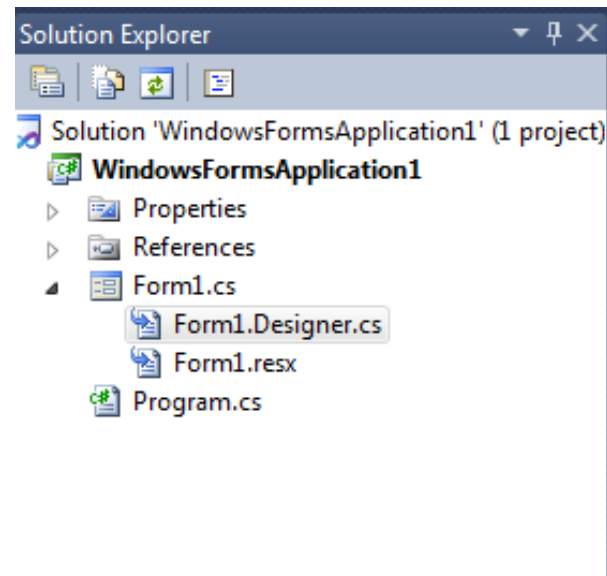 Solution Explorer
Solution 'WindowsFormsApplication1' (1 project)
WindowsFormsApplication1
Properties
References
Form1.cs
Form1.Designer.cs
Form1.resx
Program.cs